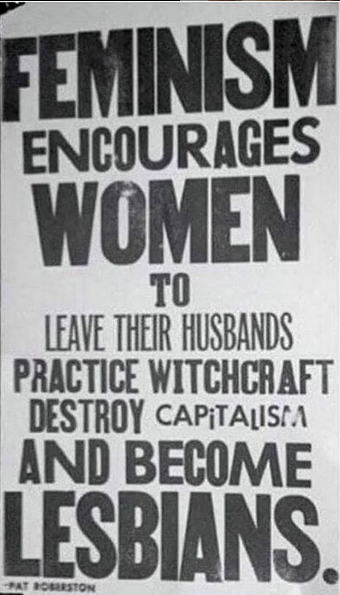 FEMINISM
ENCOURAGES
WOMEN
TO
LEAVE THEIR HUSBANDS
PRACTICE WITCHCRAFT
DESTROY CAPiTALISM
AND BECOME
LESBIANS.
-PAT ROBERSTON